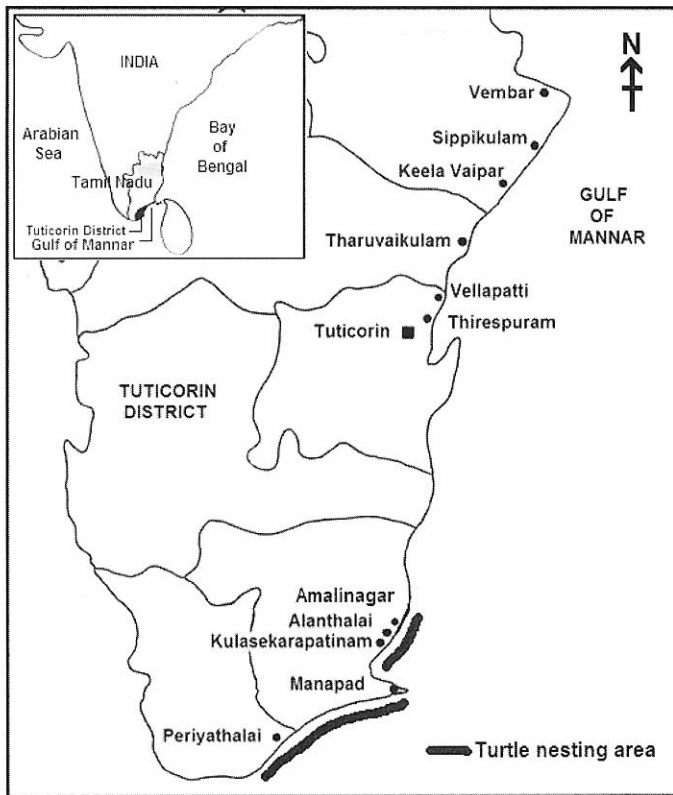 INDIA
Arabian
Sea
Bay
of
Bengal
Tamil Nadu
Tuticorin District
Gulf of Mannar
N
Vembar
Sippikulam
Keela Vaipar
GULF
OF
MANNAR
Tharuvaikulam
Vellapatti
Thirespuram
Tuticorin
TUTICORIN
DISTRICT
Amalinagar
Alanthalai
Kulasekarapatinam
Manapad
Periyathalai
Turtle nesting area